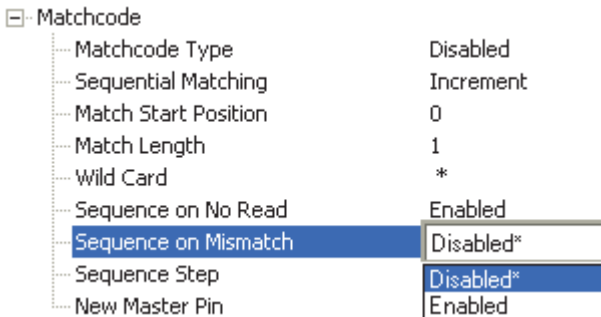 Matchcode
Matchcode Type Disabled
Sequential Matching Increment
Match Start Position 0
Match Length 1
Wild Card *
Sequence on No Read Enabled
Sequence on Mismatch Disabled*
Sequence Step Disabled*
New Master Pin Enabled